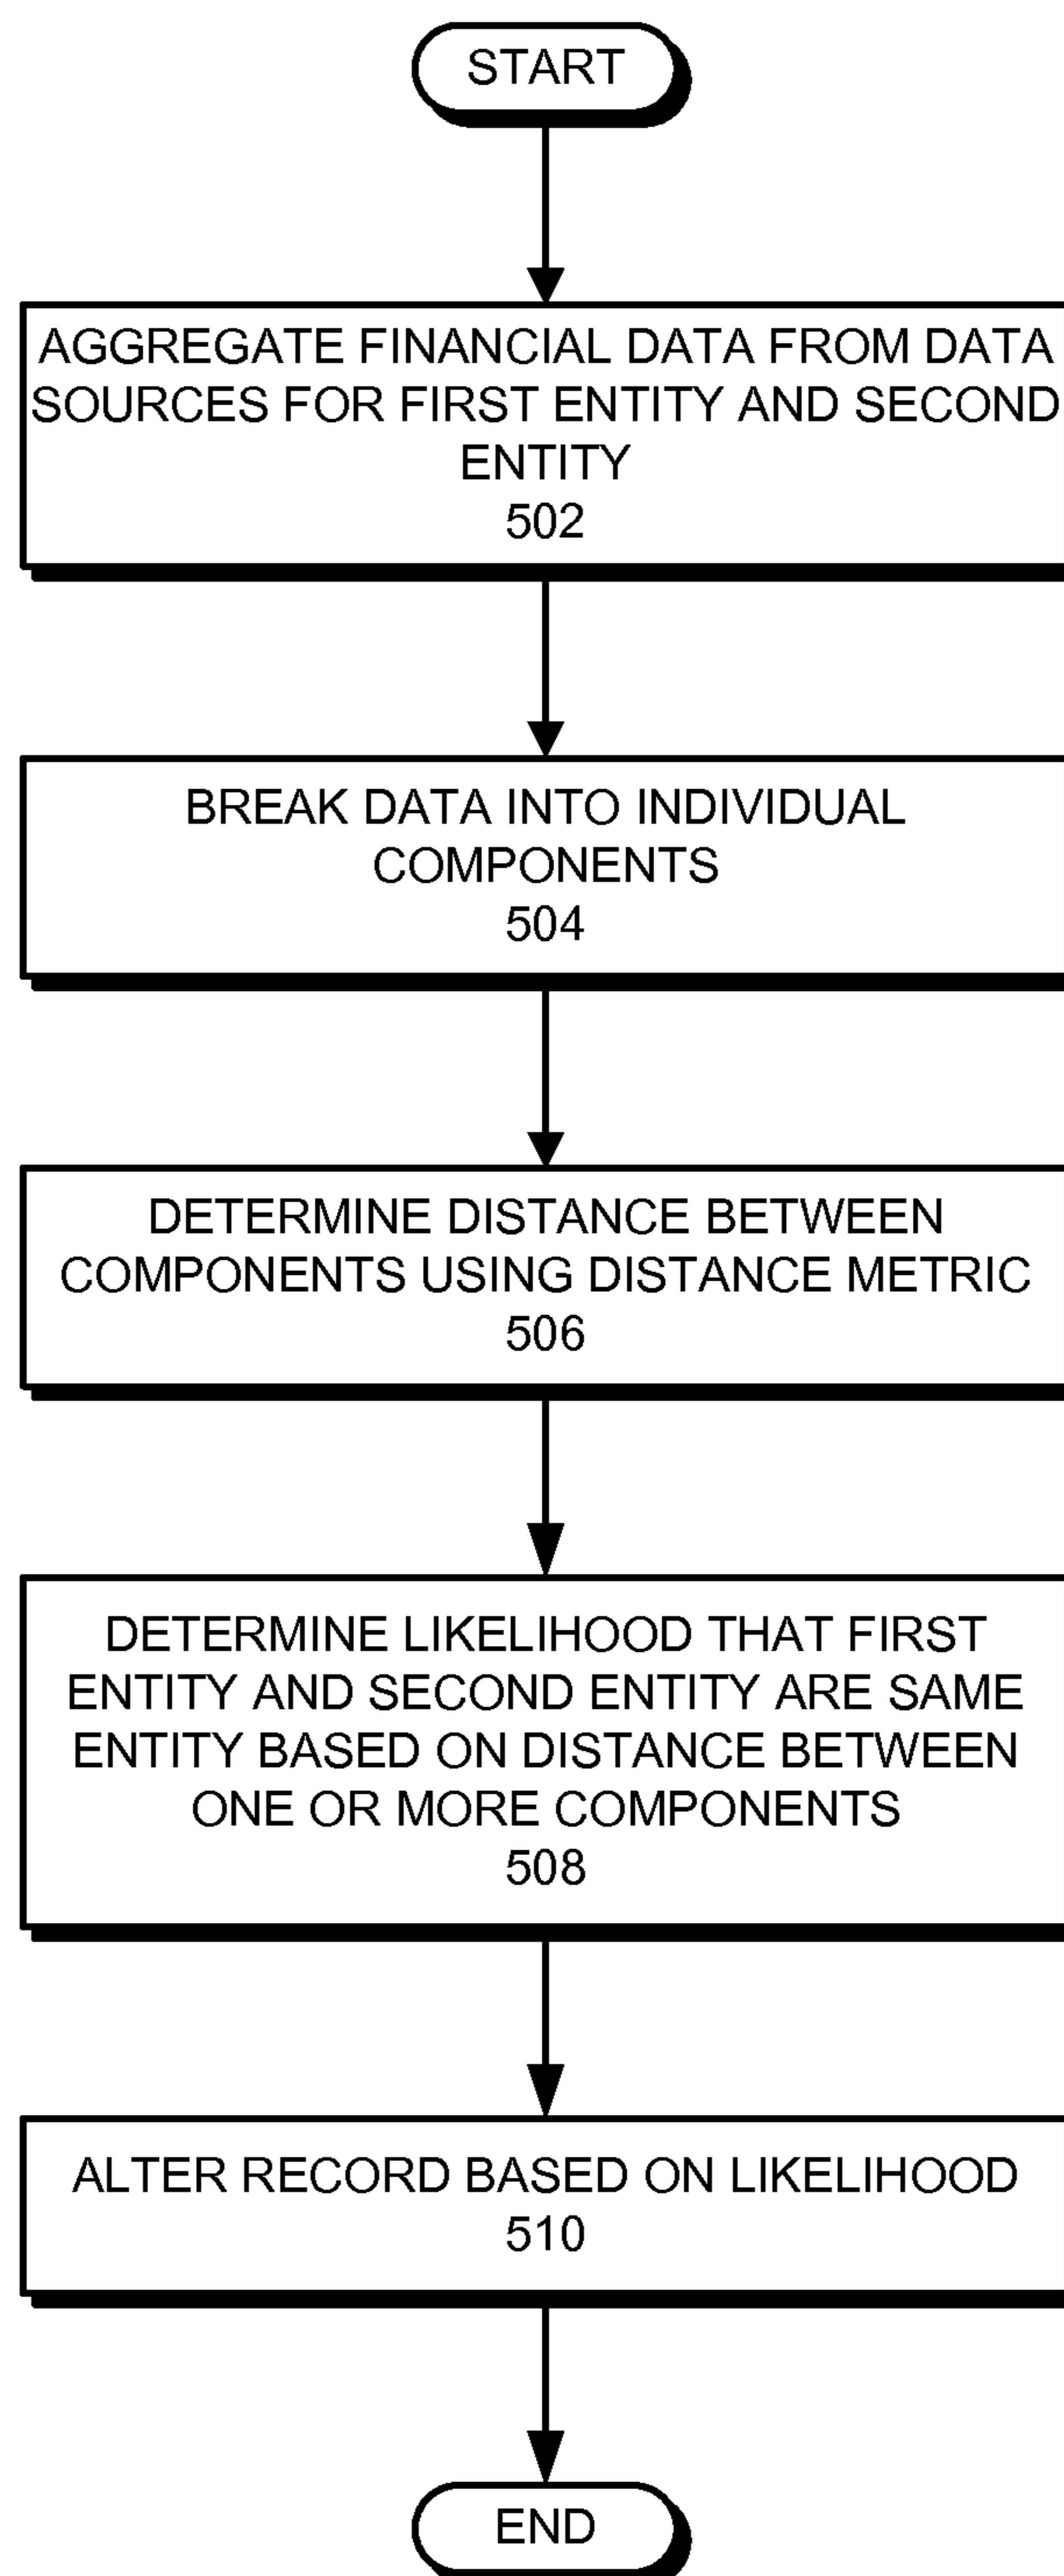 START
AGGREGATE FINANCIAL DATA FROM DATA
SOURCES FOR FIRST ENTITY AND SECOND
ENTITY
502
BREAK DATA INTO INDIVIDUAL
COMPONENTS
504
DETERMINE DISTANCE BETWEEN
COMPONENTS USING DISTANCE METRIC
506
DETERMINE LIKELIHOOD THAT FIRST
ENTITY AND SECOND ENTITY ARE SAME
ENTITY BASED ON DISTANCE BETWEEN
ONE OR MORE COMPONENTS
508
ALTER RECORD BASED ON LIKELIHOOD
510
END